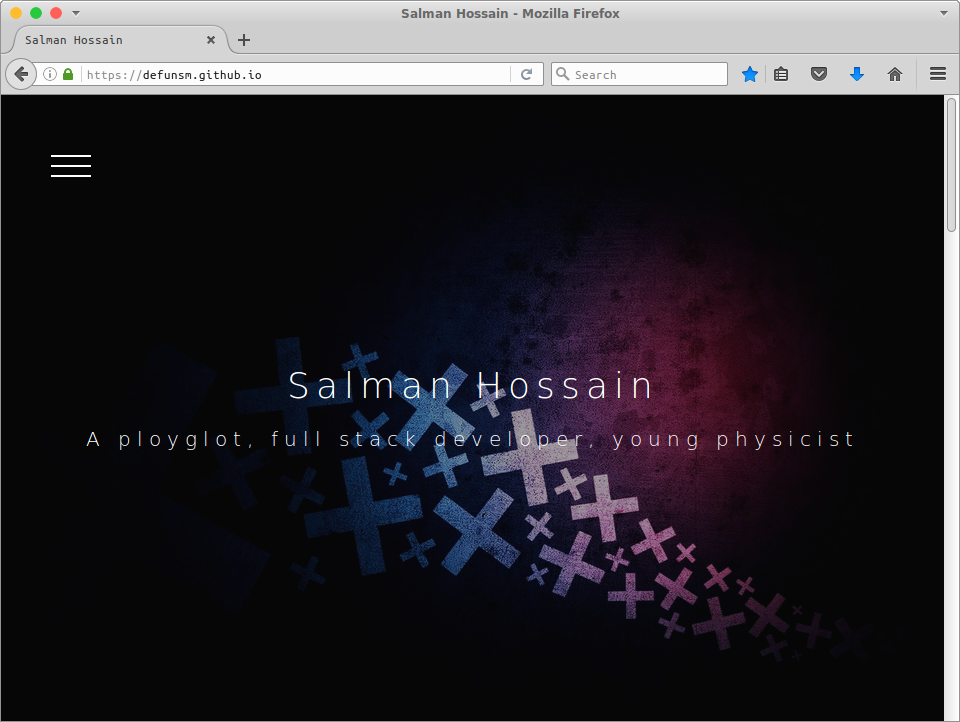 Salman Hossain - Mozilla Firefox
Salman Hossain
https://defunsm.github.io
Search
Salman Hossain
A ployglot, full stack developer, young physicist